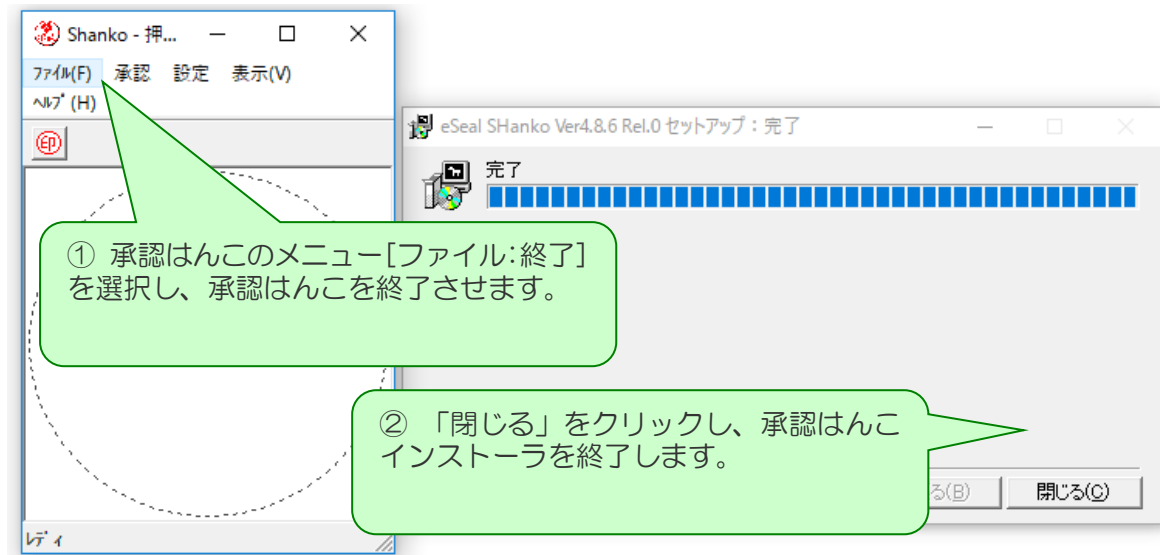 Shanko - 押...
ﾌｧｲﾙ(F) 承認 設定 表示(V)
ﾍﾙﾌﾟ(H)
印
eSeal SHanko Ver4.8.6 Rel.0 セットアップ：完了
完了
① 承認はんこのメニュー[ファイル:終了]
を選択し、承認はんこを終了させます。
② 「閉じる」をクリックし、承認はんこ
インストーラを終了します。
る(B) 閉じる(C)
ﾚﾃﾞｨ